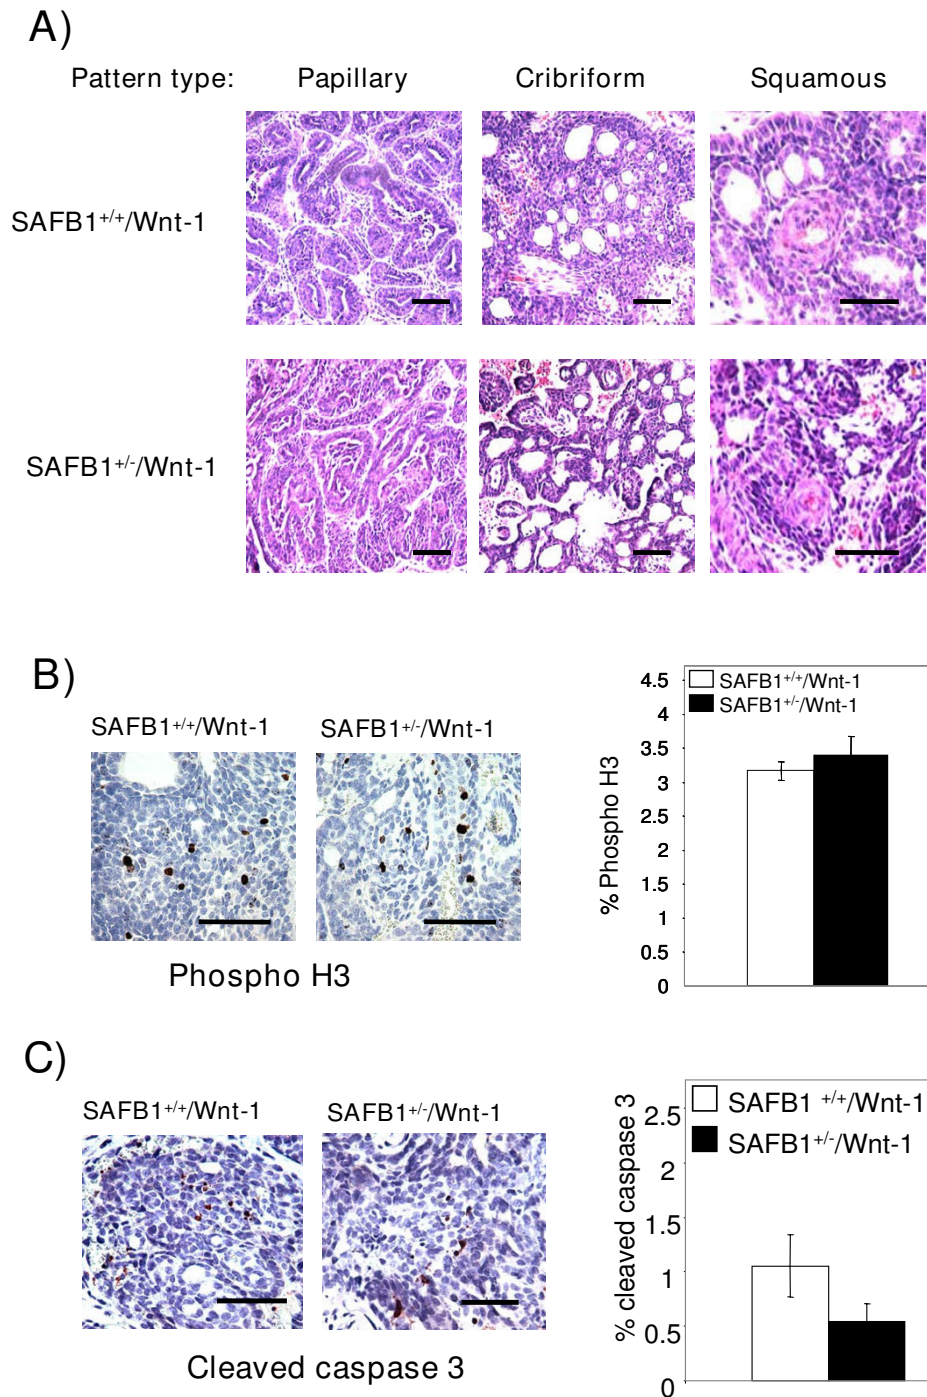 A)
Pattern type: Papillary Cribriform Squamous
SAFB1+/+/Wnt-1
SAFB1+/-/Wnt-1
B)
SAFB1+/+/Wnt-1 SAFB1+/-/Wnt-1
Phospho H3
% Phospho H3
4.5
4
3.5
3
2.5
2
1.5
1
0.5
0
SAFB1+/+/Wnt-1
SAFB1+/-/Wnt-1
C)
SAFB1+/+/Wnt-1 SAFB1+/-/Wnt-1
Cleaved caspase 3
% cleaved caspase 3
2.5
2
1.5
1
0.5
0
SAFB1 +/+/Wnt-1
SAFB1+/-/Wnt-1